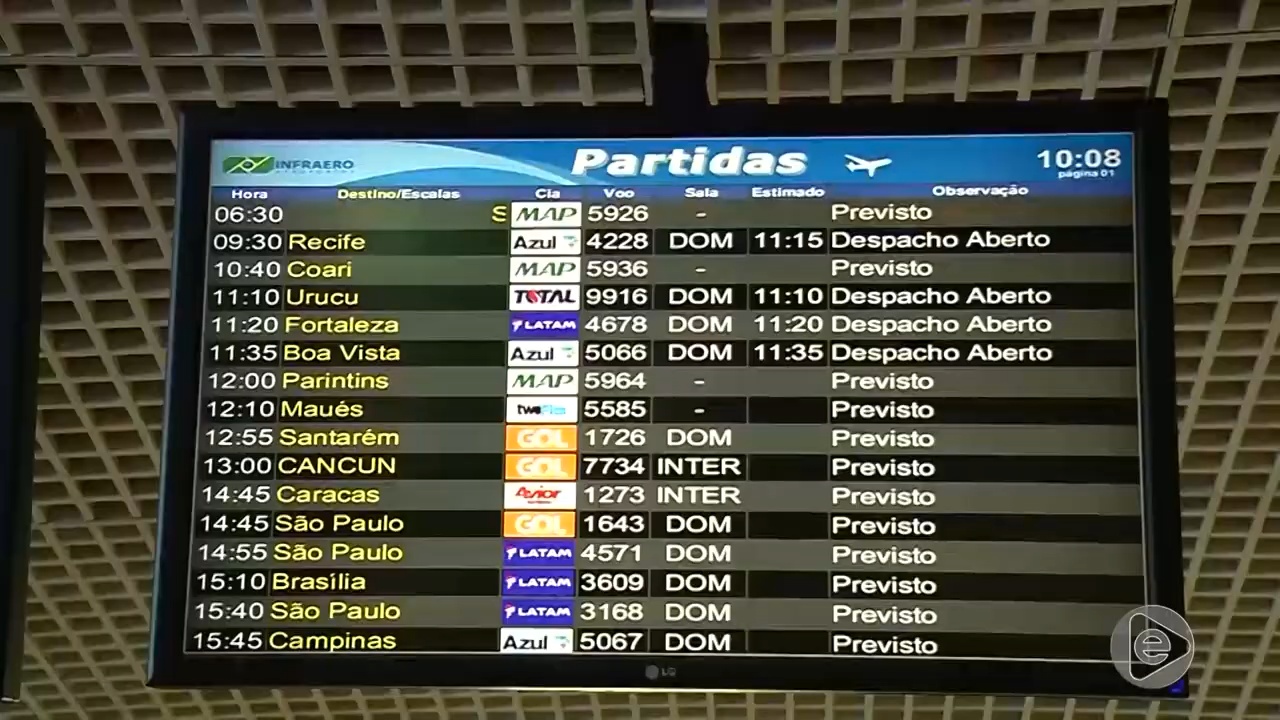 INFRAERO Partidas 10:08
AEROPORTOS página 01
Hora Destino/Escalas Cia Voo Sala Estimado Observação
06:30 S MAP 5926 - Previsto
09:30 Recife Azul 4228 DOM 11:15 Despacho Aberto
10:40 Coari MAP 5936 - Previsto
11:10 Urucu TOTAL 9916 DOM 11:10 Despacho Aberto
11:20 Fortaleza LATAM 4678 DOM 11:20 Despacho Aberto
11:35 Boa Vista Azul 5066 DOM 11:35 Despacho Aberto
12:00 Parintins MAP 5964 - Previsto
12:10 Maués twoflex 5585 - Previsto
12:55 Santarém GOL 1726 DOM Previsto
13:00 CANCUN GOL 7734 INTER Previsto
14:45 Caracas Avior 1273 INTER Previsto
14:45 São Paulo GOL 1643 DOM Previsto
14:55 São Paulo LATAM 4571 DOM Previsto
15:10 Brasília LATAM 3609 DOM Previsto
15:40 São Paulo LATAM 3168 DOM Previsto
15:45 Campinas Azul 5067 DOM Previsto
LG
e